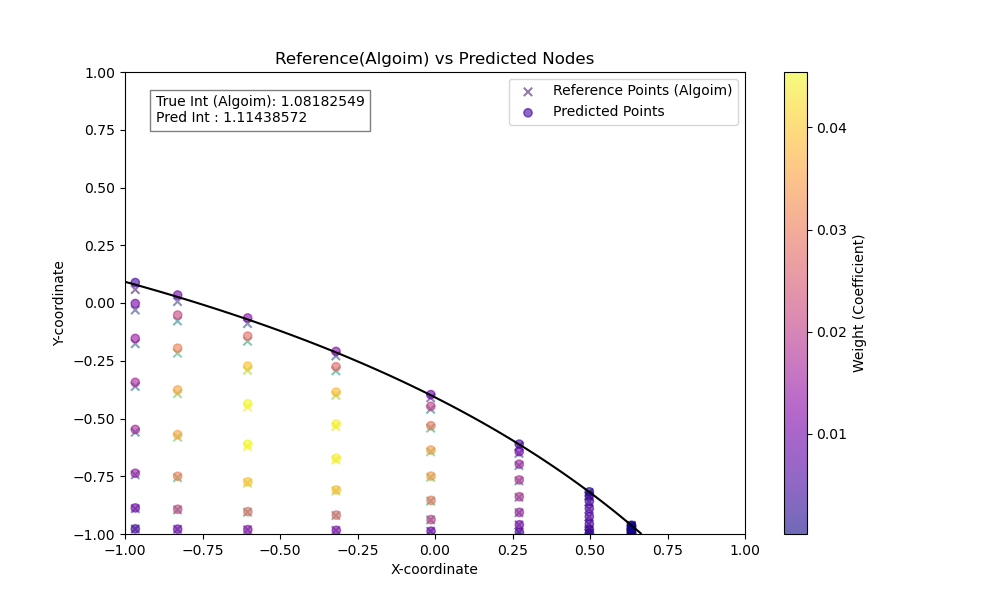 Reference(Algoim) vs Predicted Nodes
True Int (Algoim): 1.08182549
Pred Int : 1.11438572
Reference Points (Algoim)
Predicted Points
1.00
0.75
0.50
0.25
0.00
−0.25
−0.50
−0.75
−1.00
Y-coordinate
−1.00 −0.75 −0.50 −0.25 0.00 0.25 0.50 0.75 1.00
X-coordinate
0.04
0.03
0.02
0.01
Weight (Coefficient)